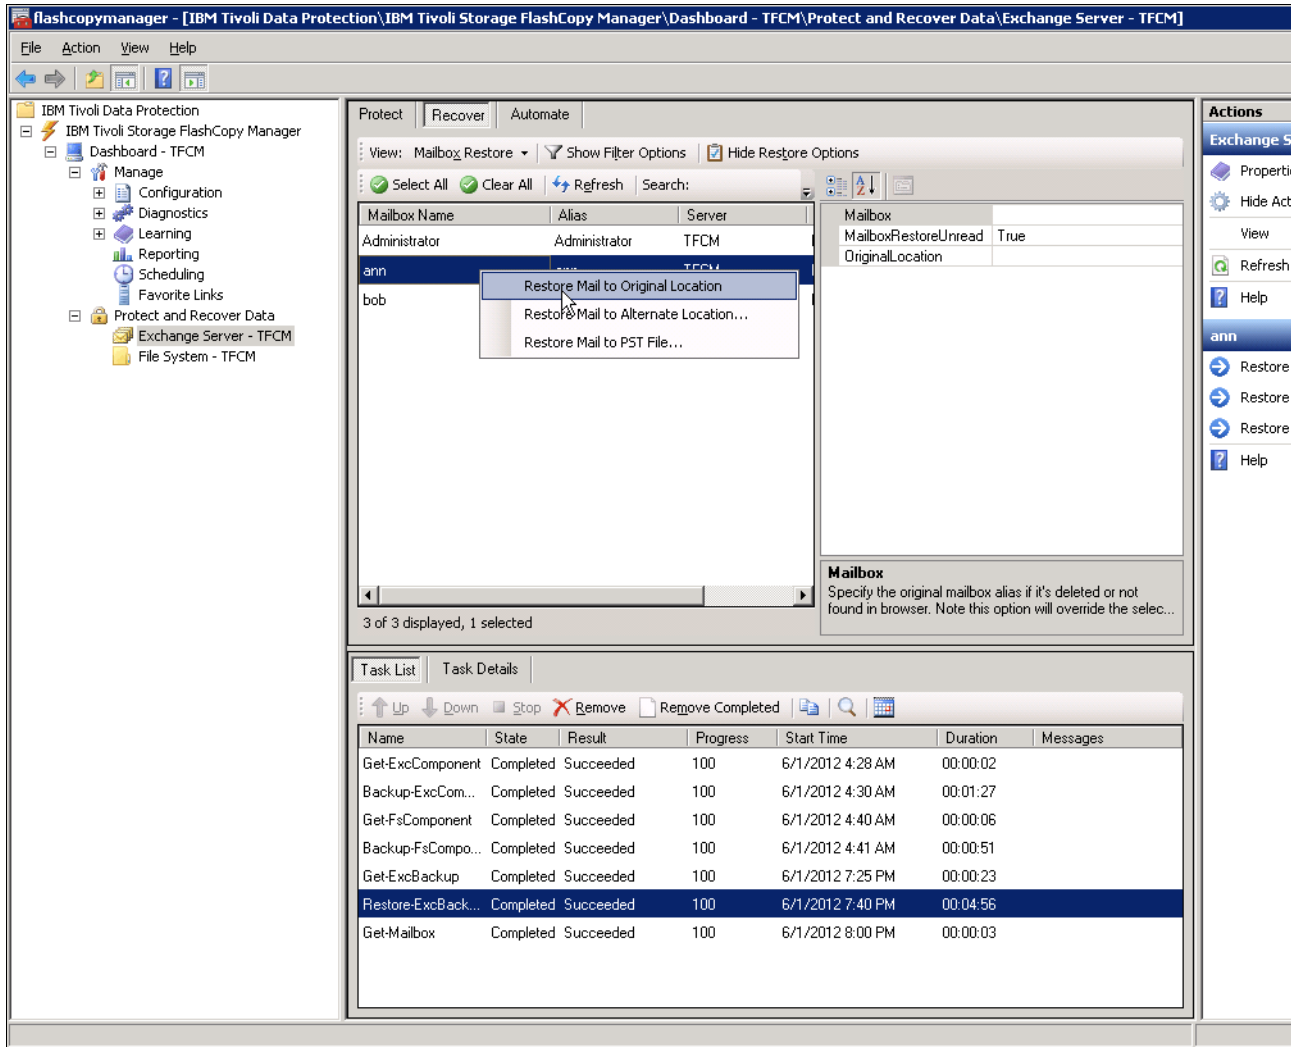 flashcopymanager - [IBM Tivoli Data Protection\IBM Tivoli Storage FlashCopy Manager\Dashboard - TFCM\Protect and Recover Data\Exchange Server - TFCM]
File Action View Help
IBM Tivoli Data Protection
IBM Tivoli Storage FlashCopy Manager
Dashboard - TFCM
Manage
Configuration
Diagnostics
Learning
Reporting
Scheduling
Favorite Links
Protect and Recover Data
Exchange Server - TFCM
File System - TFCM
Protect Recover Automate
View: Mailbox Restore Show Filter Options Hide Restore Options
Select All Clear All Refresh Search:
Mailbox Name Alias Server
Administrator Administrator TFCM
ann ann TFCM
bob
Restore Mail to Original Location
Restore Mail to Alternate Location...
Restore Mail to PST File...
3 of 3 displayed, 1 selected
Mailbox
MailboxRestoreUnread True
OriginalLocation
Mailbox
Specify the original mailbox alias if it's deleted or not
found in browser. Note this option will override the selec...
Task List Task Details
Up Down Stop Remove Remove Completed
Name State Result Progress Start Time Duration Messages
Get-ExcComponent Completed Succeeded 100 6/1/2012 4:28 AM 00:00:02
Backup-ExcCom... Completed Succeeded 100 6/1/2012 4:30 AM 00:01:27
Get-FsComponent Completed Succeeded 100 6/1/2012 4:40 AM 00:00:06
Backup-FsCompo... Completed Succeeded 100 6/1/2012 4:41 AM 00:00:51
Get-ExcBackup Completed Succeeded 100 6/1/2012 7:25 PM 00:00:23
Restore-ExcBack... Completed Succeeded 100 6/1/2012 7:40 PM 00:04:56
Get-Mailbox Completed Succeeded 100 6/1/2012 8:00 PM 00:00:03
Actions
Exchange S
Properti
Hide Act
View
Refresh
Help
ann
Restore
Restore
Restore
Help